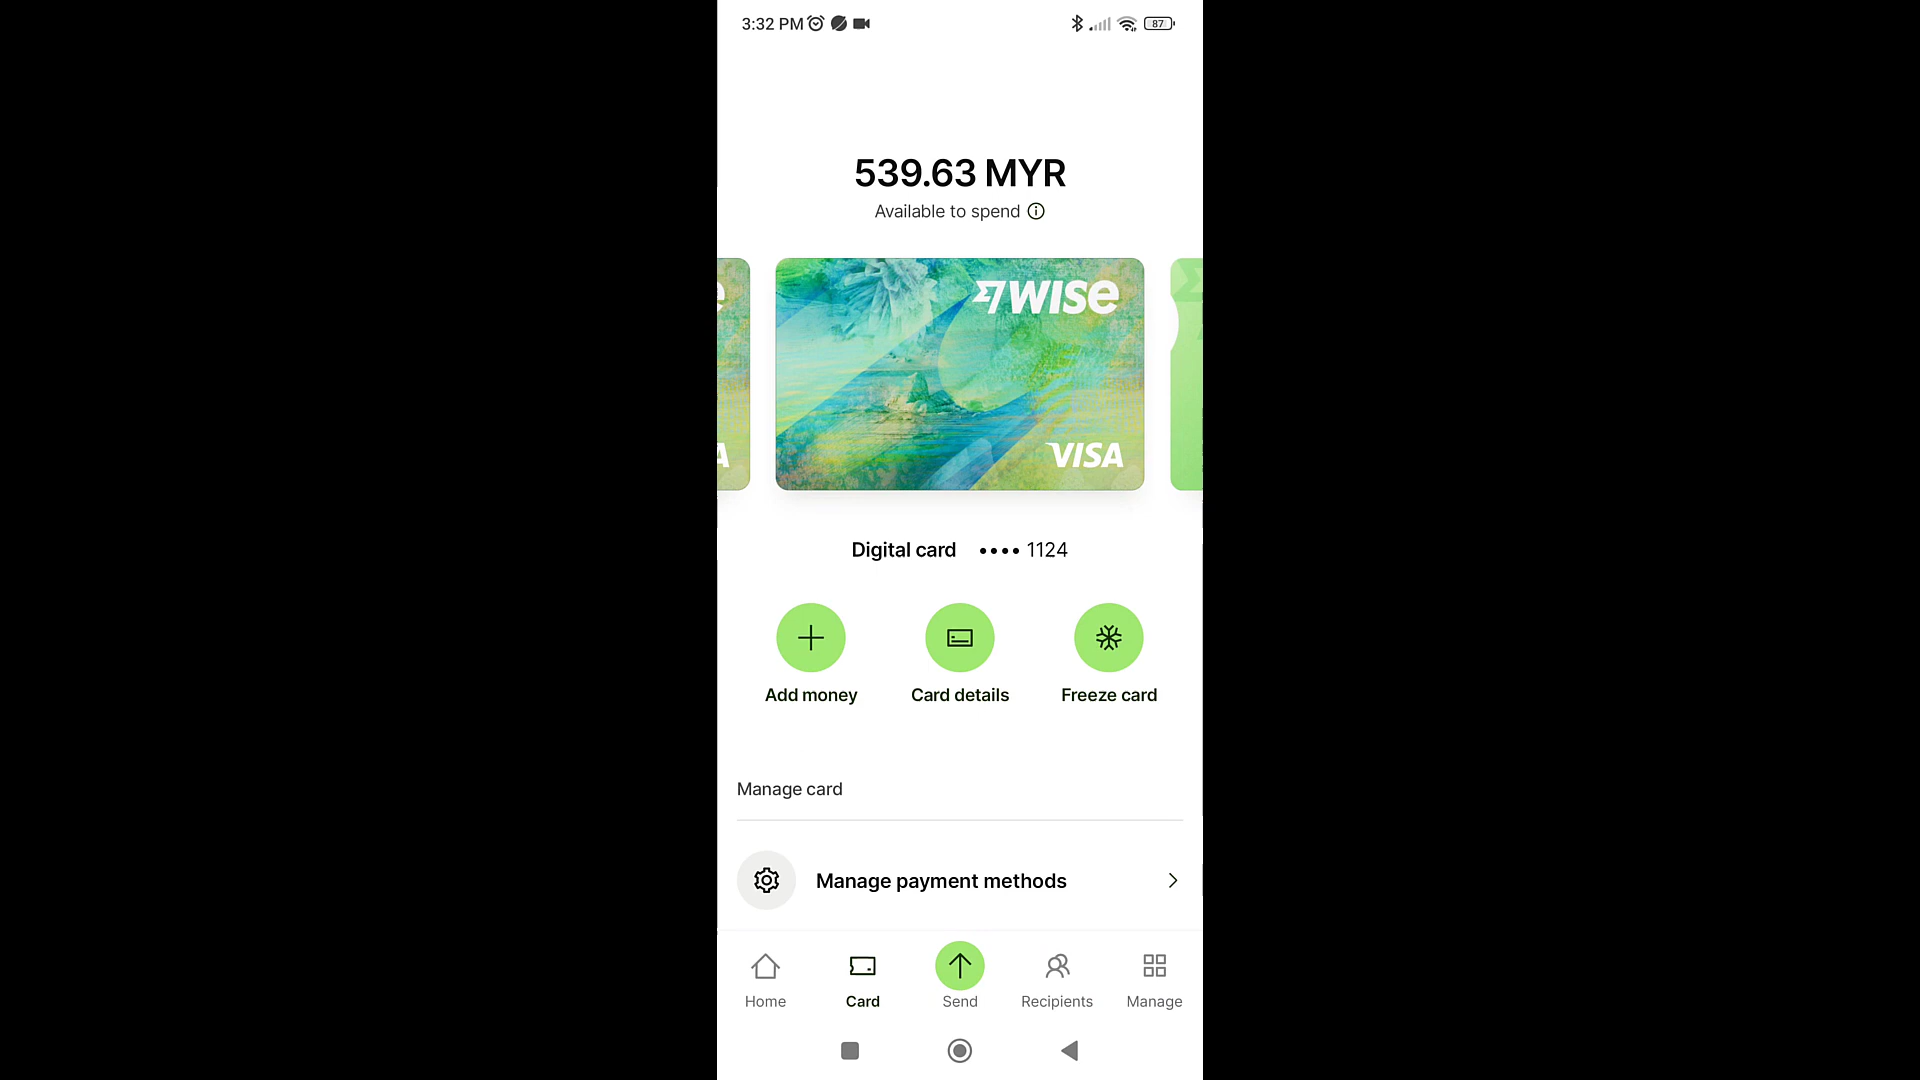 3:32 PM
87
539.63 MYR
Available to spend
WISE
VISA
Digital card •••• 1124
Add money
Card details
Freeze card
Manage card
Manage payment methods
Home
Card
Send
Recipients
Manage